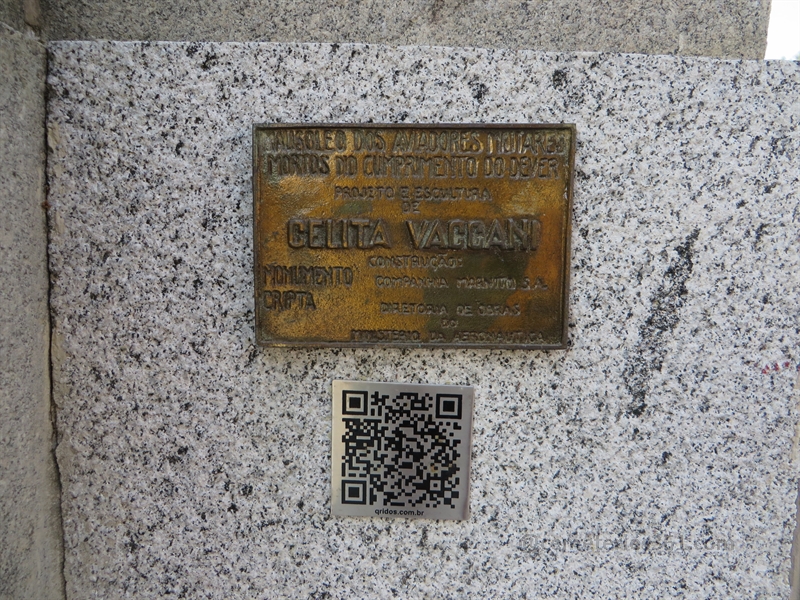 MAUSOLEO DOS AVIADORES MILITARES
MORTOS NO CUMPRIMENTO DO DEVER
PROJETO E ESCULTURA
DE
CELITA VACCANI
CONSTRUÇÃO:
MONUMENTO
COMPANHIA
S.A.
CRIPTA
DIRETORIA DE OBRAS
DO
MINISTERIO DA AERONAUTICA
qridos.com.br